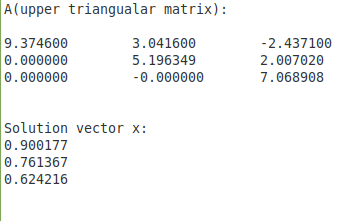 A(upper triangualar matrix):
9.374600 3.041600 -2.437100
0.000000 5.196349 2.007020
0.000000 -0.000000 7.068908
Solution vector x:
0.900177
0.761367
0.624216